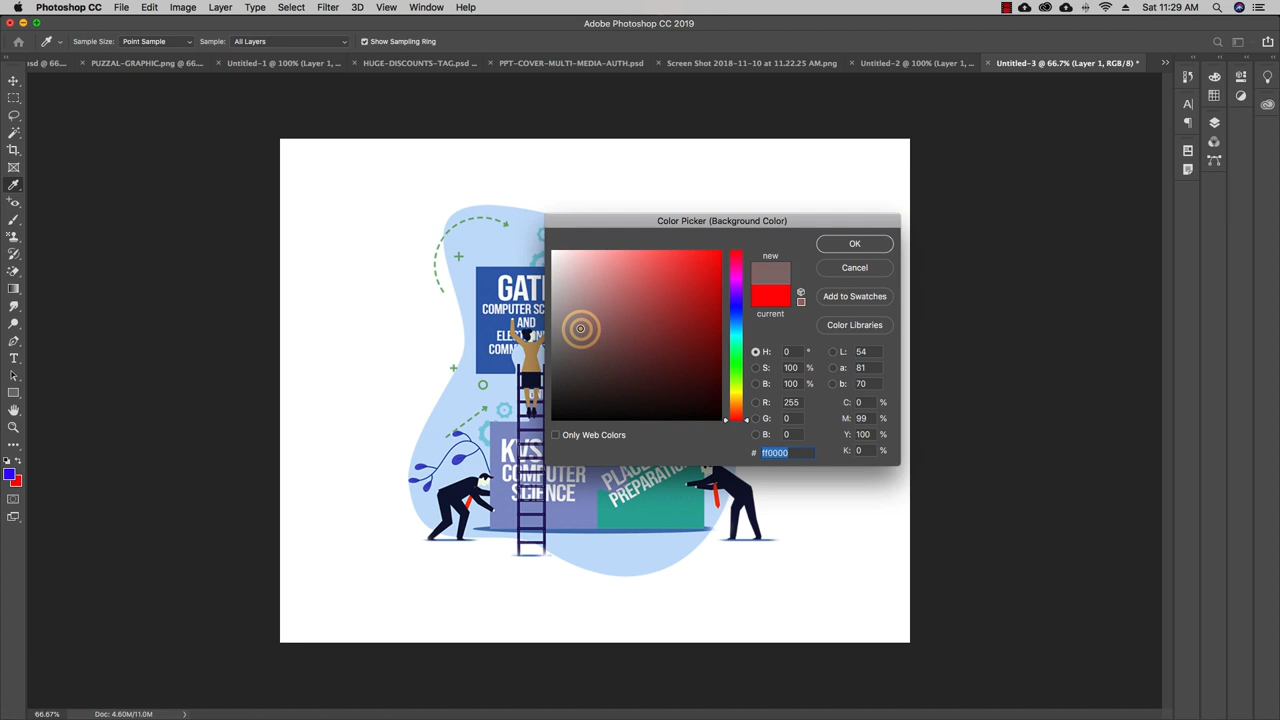 Photoshop CC File Edit Image Layer Type Select Filter 3D View Window Help Sat 11:29 AM
Adobe Photoshop CC 2019
Sample Size: Point Sample Sample: All Layers Show Sampling Ring
sd @ 66.... × PUZZAL-GRAPHIC.png @ 66.... × Untitled-1 @ 100% (Layer 1, ... × HUGE-DISCOUNTS-TAG.psd ... × PPT-COVER-MULTI-MEDIA-AUTH.psd × Screen Shot 2018-11-10 at 11.22.25 AM.png × Untitled-2 @ 100% (Layer 1, ... × Untitled-3 @ 66.7% (Layer 1, RGB/8) *
Color Picker (Background Color)
new
current
OK
Cancel
Add to Swatches
Color Libraries
H: 0 ° L: 54
S: 100 % a: 81
B: 100 % b: 70
R: 255 C: 0 %
G: 0 M: 99 %
B: 0 Y: 100 %
# ff0000 K: 0 %
Only Web Colors
GAT
COMPUTER SC
AND
COMM
KVS
COMPUTER
SCIENCE
PREPARATION
66.67% Doc: 4.60M/11.0M